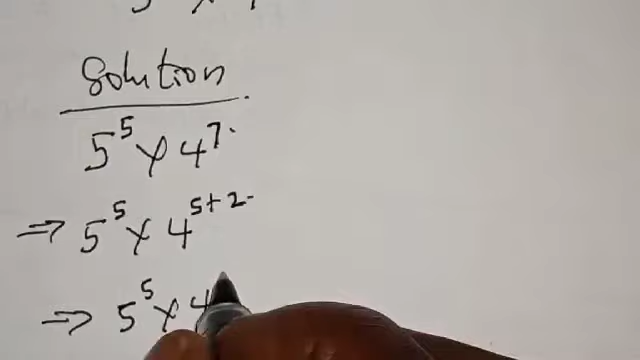 Solution
5⁵ × 4⁷.
⇒ 5⁵ × 4⁵⁺²
⇒ 5⁵ × 4